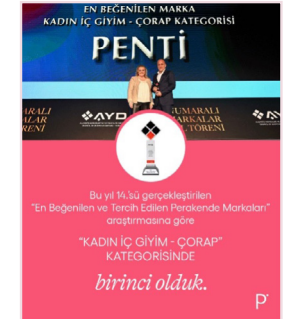 EN BEĞENİLEN MARKA
KADIN İÇ GİYİM - ÇORAP KATEGORİSİ
PENTİ
AYD
Bu yıl 14.'sü gerçekleştirilen
"En Beğenilen ve Tercih Edilen Perakende Markaları"
araştırmasına göre
"KADIN İÇ GİYİM - ÇORAP"
KATEGORİSİNDE
birinci olduk.
P